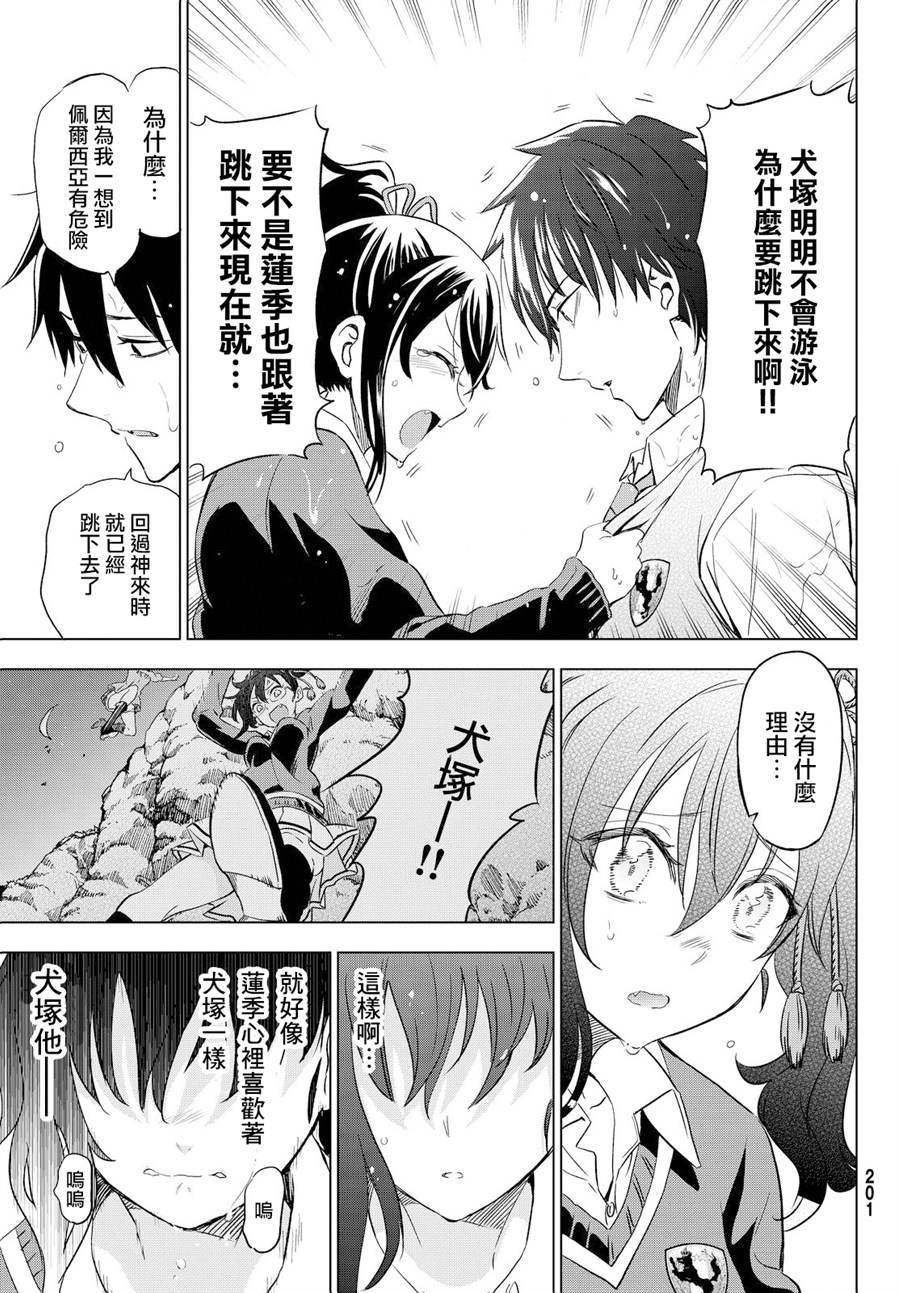 犬塚明明不會游泳
為什麼要跳下來啊!!
要不是蓮季也跟著
跳下來現在就…
為什麼…
因為我一想到
佩爾西亞有危險
回過神來時
就已經
跳下去了
沒有什麼
理由…
犬塚——!!
這樣啊…
就好像
蓮季心裡喜歡著
犬塚一樣
犬塚他——
嗚
嗚嗚
201